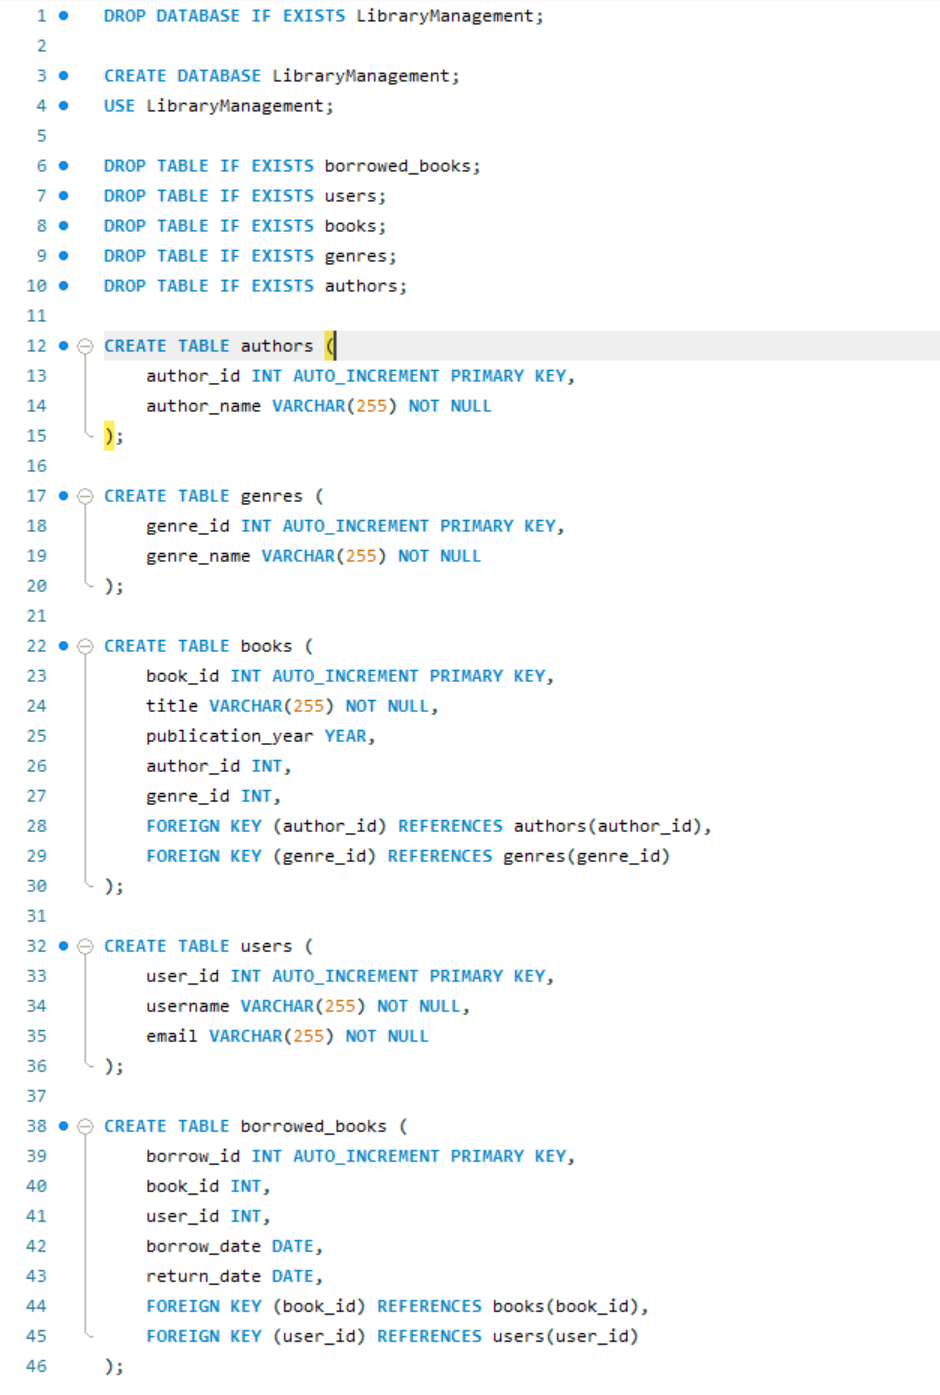 1 DROP DATABASE IF EXISTS LibraryManagement;
2
3 CREATE DATABASE LibraryManagement;
4 USE LibraryManagement;
5
6 DROP TABLE IF EXISTS borrowed_books;
7 DROP TABLE IF EXISTS users;
8 DROP TABLE IF EXISTS books;
9 DROP TABLE IF EXISTS genres;
10 DROP TABLE IF EXISTS authors;
11
12 CREATE TABLE authors (
13     author_id INT AUTO_INCREMENT PRIMARY KEY,
14     author_name VARCHAR(255) NOT NULL
15 );
16
17 CREATE TABLE genres (
18     genre_id INT AUTO_INCREMENT PRIMARY KEY,
19     genre_name VARCHAR(255) NOT NULL
20 );
21
22 CREATE TABLE books (
23     book_id INT AUTO_INCREMENT PRIMARY KEY,
24     title VARCHAR(255) NOT NULL,
25     publication_year YEAR,
26     author_id INT,
27     genre_id INT,
28     FOREIGN KEY (author_id) REFERENCES authors(author_id),
29     FOREIGN KEY (genre_id) REFERENCES genres(genre_id)
30 );
31
32 CREATE TABLE users (
33     user_id INT AUTO_INCREMENT PRIMARY KEY,
34     username VARCHAR(255) NOT NULL,
35     email VARCHAR(255) NOT NULL
36 );
37
38 CREATE TABLE borrowed_books (
39     borrow_id INT AUTO_INCREMENT PRIMARY KEY,
40     book_id INT,
41     user_id INT,
42     borrow_date DATE,
43     return_date DATE,
44     FOREIGN KEY (book_id) REFERENCES books(book_id),
45     FOREIGN KEY (user_id) REFERENCES users(user_id)
46 );